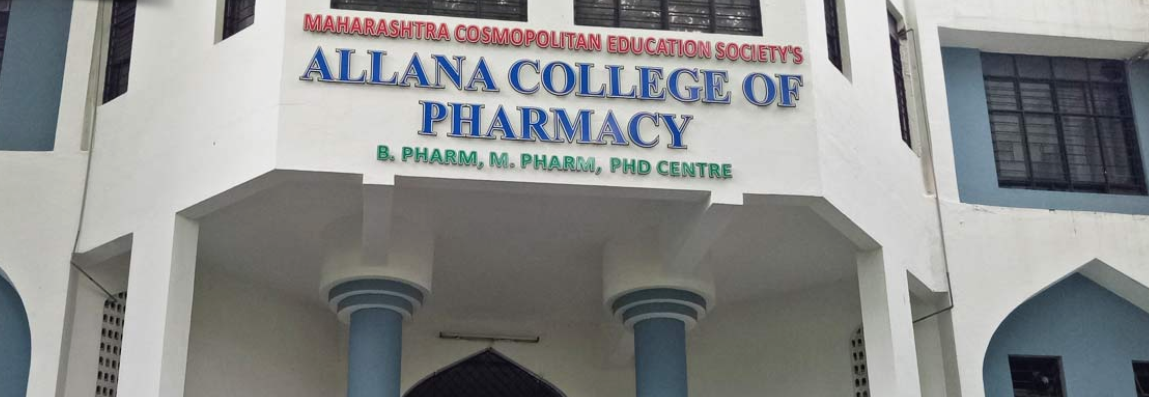 MAHARASHTRA COSMOPOLITAN EDUCATION SOCIETY'S
ALLANA COLLEGE OF
PHARMACY
B. PHARM, M. PHARM, PHD CENTRE